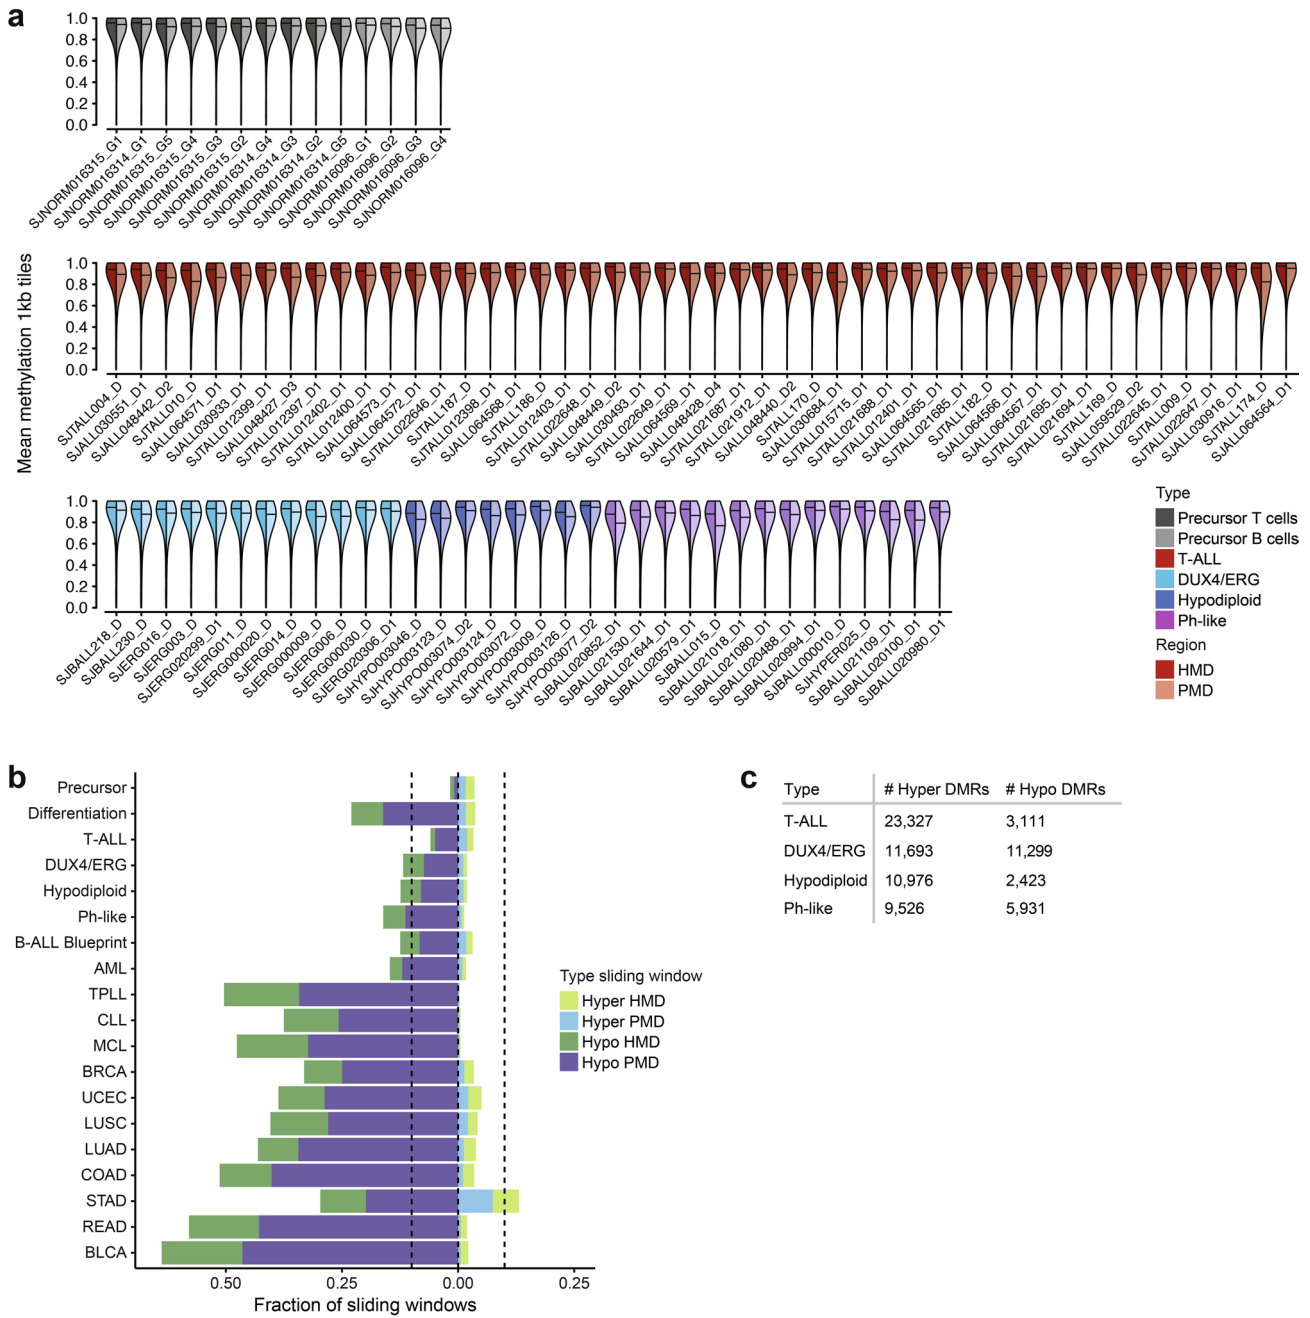 a
Mean methylation 1kb tiles
1.0
0.8
0.6
0.4
0.2
0.0
SJNORM016315_G1
SJNORM016314_G1
SJNORM016315_G5
SJNORM016315_G4
SJNORM016315_G3
SJNORM016315_G2
SJNORM016314_G4
SJNORM016314_G3
SJNORM016314_G2
SJNORM016314_G5
SJNORM016096_G1
SJNORM016096_G2
SJNORM016096_G3
SJNORM016096_G4
1.0
0.8
0.6
0.4
0.2
0.0
SJTALL004_D
SJALL030551_D1
SJALL048442_D2
SJTALL010_D
SJALL064571_D1
SJALL030933_D1
SJTALL012399_D1
SJALL048427_D3
SJTALL012397_D1
SJTALL012402_D1
SJTALL012400_D1
SJALL064573_D1
SJALL064572_D1
SJTALL022646_D1
SJTALL187_D
SJTALL012398_D1
SJALL064568_D1
SJTALL186_D
SJTALL012403_D1
SJTALL022648_D1
SJALL048449_D2
SJALL030493_D1
SJTALL022649_D1
SJALL064569_D1
SJALL048428_D4
SJTALL021687_D1
SJTALL021912_D1
SJALL048440_D2
SJTALL170_D
SJALL030684_D1
SJALL015715_D1
SJTALL021688_D1
SJTALL012401_D1
SJALL064565_D1
SJTALL021685_D1
SJTALL182_D
SJALL064566_D1
SJALL064567_D1
SJTALL021695_D1
SJTALL021694_D1
SJTALL169_D
SJALL059529_D2
SJTALL022645_D1
SJTALL009_D
SJTALL022647_D1
SJALL030916_D1
SJTALL174_D
SJALL064564_D1
1.0
0.8
0.6
0.4
0.2
0.0
SJBALL218_D
SJBALL230_D
SJERG016_D
SJERG003_D
SJERG020299_D1
SJERG011_D
SJERG000020_D
SJERG014_D
SJERG000009_D
SJERG006_D
SJERG000030_D
SJERG020306_D1
SJHYPO003046_D
SJHYPO003123_D
SJHYPO003074_D2
SJHYPO003124_D
SJHYPO003072_D
SJHYPO003009_D
SJHYPO003126_D
SJHYPO003077_D2
SJBALL020852_D1
SJBALL021530_D1
SJBALL021644_D1
SJBALL020579_D1
SJBALL015_D
SJBALL021018_D1
SJBALL021080_D1
SJBALL020488_D1
SJBALL020694_D1
SJBALL000010_D
SJHYPER025_D
SJBALL021109_D1
SJBALL020100_D1
SJBALL020980_D1
Type
Precursor T cells
Precursor B cells
T-ALL
DUX4/ERG
Hypodiploid
Ph-like
Region
HMD
PMD
b
Precursor
Differentiation
T-ALL
DUX4/ERG
Hypodiploid
Ph-like
B-ALL Blueprint
AML
TPLL
CLL
MCL
BRCA
UCEC
LUSC
LUAD
COAD
STAD
READ
BLCA
0.50 0.25 0.00 0.25
Fraction of sliding windows
Type sliding window
Hyper HMD
Hyper PMD
Hypo HMD
Hypo PMD
c
Type # Hyper DMRs # Hypo DMRs
T-ALL 23,327 3,111
DUX4/ERG 11,693 11,299
Hypodiploid 10,976 2,423
Ph-like 9,526 5,931